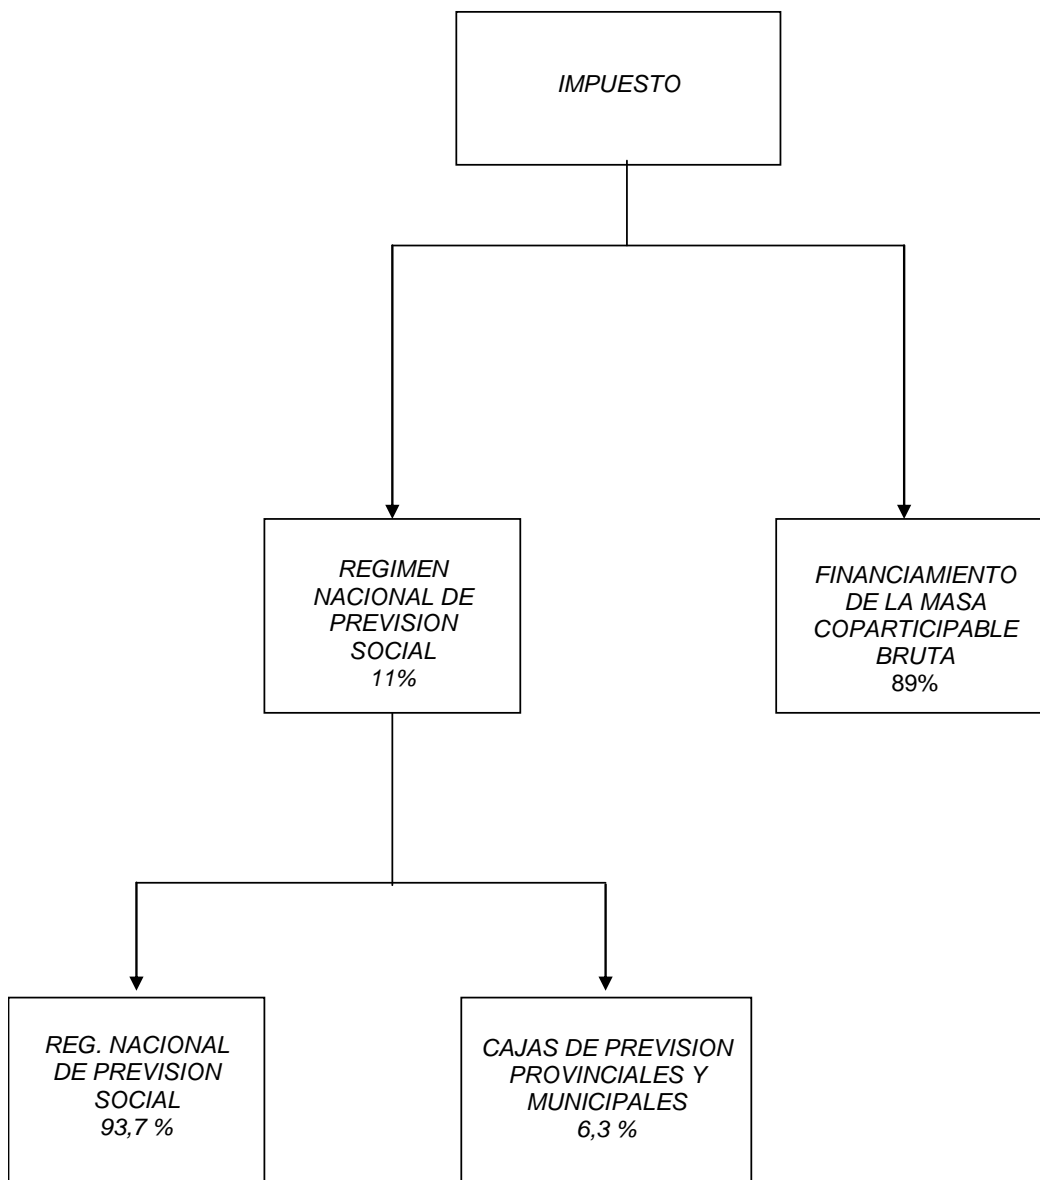 IMPUESTO
REGIMEN
NACIONAL DE
PREVISION
SOCIAL
11%
FINANCIAMIENTO
DE LA MASA
COPARTICIPABLE
BRUTA
89%
REG. NACIONAL
DE PREVISION
SOCIAL
93,7 %
CAJAS DE PREVISION
PROVINCIALES Y
MUNICIPALES
6,3 %